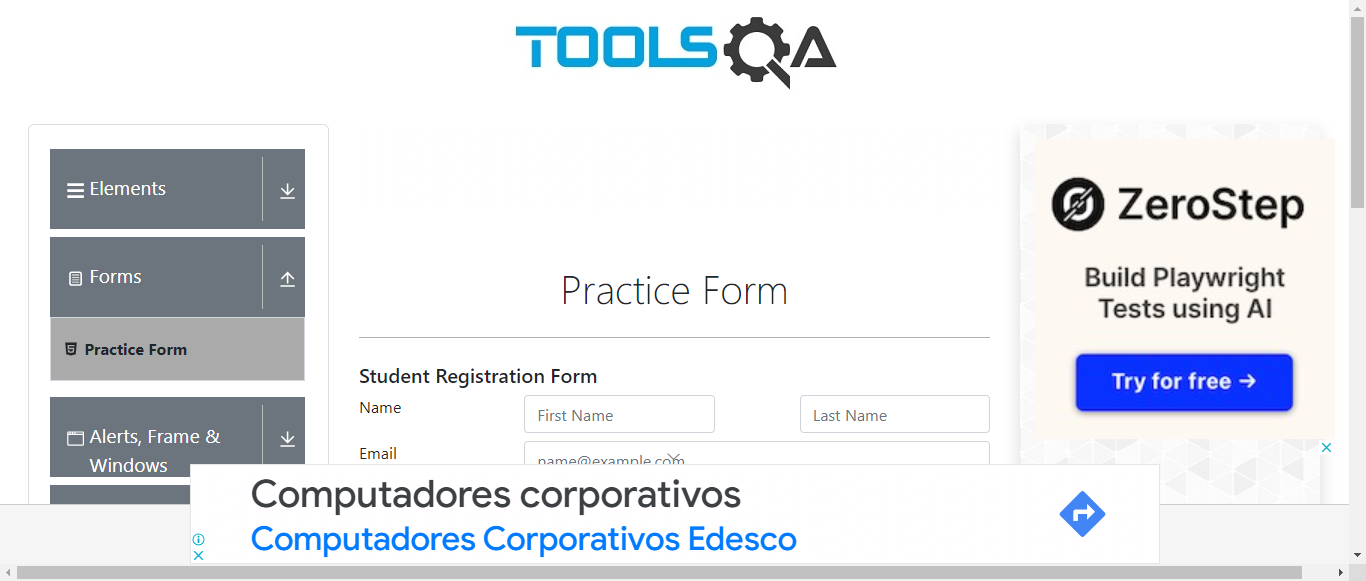 TOOLSQA
Elements
Forms
Practice Form
Alerts, Frame &
Windows
Practice Form
Student Registration Form
Name
First Name
Last Name
Email
name@example.com
ZeroStep
Build Playwright
Tests using AI
Try for free →
Computadores corporativos
Computadores Corporativos Edesco